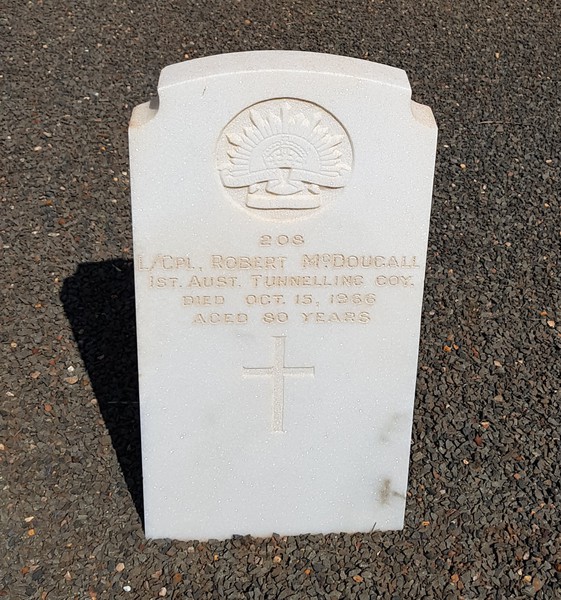 208
L/CPL, ROBERT McDOUGALL
1ST. AUST. TUNNELLING COY.
DIED OCT. 15, 1966
AGED 80 YEARS